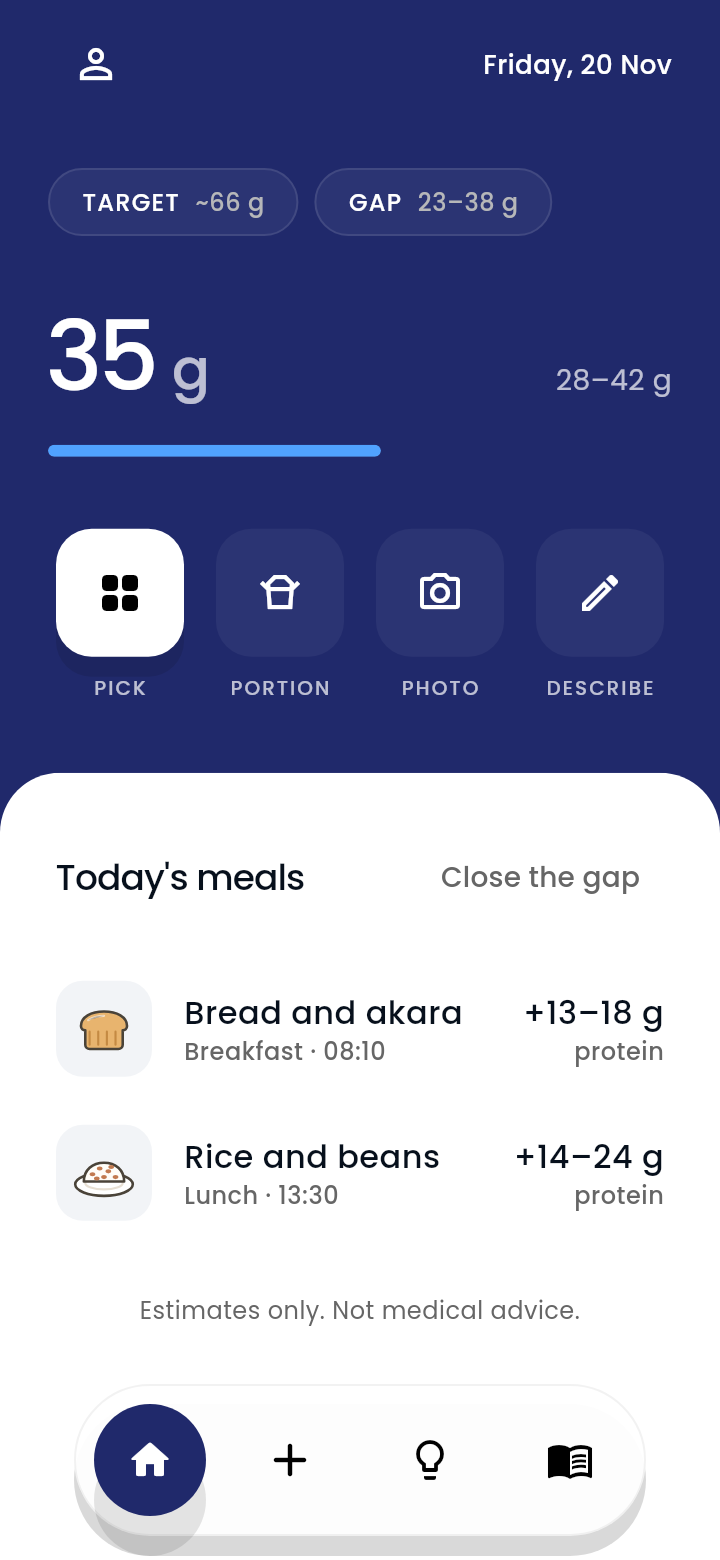 Friday, 20 Nov
TARGET ~66 g
GAP 23–38 g
35 g
28–42 g
PICK
PORTION
PHOTO
DESCRIBE
Today's meals
Close the gap
Bread and akara
+13–18 g
Breakfast · 08:10
protein
Rice and beans
+14–24 g
Lunch · 13:30
protein
Estimates only. Not medical advice.